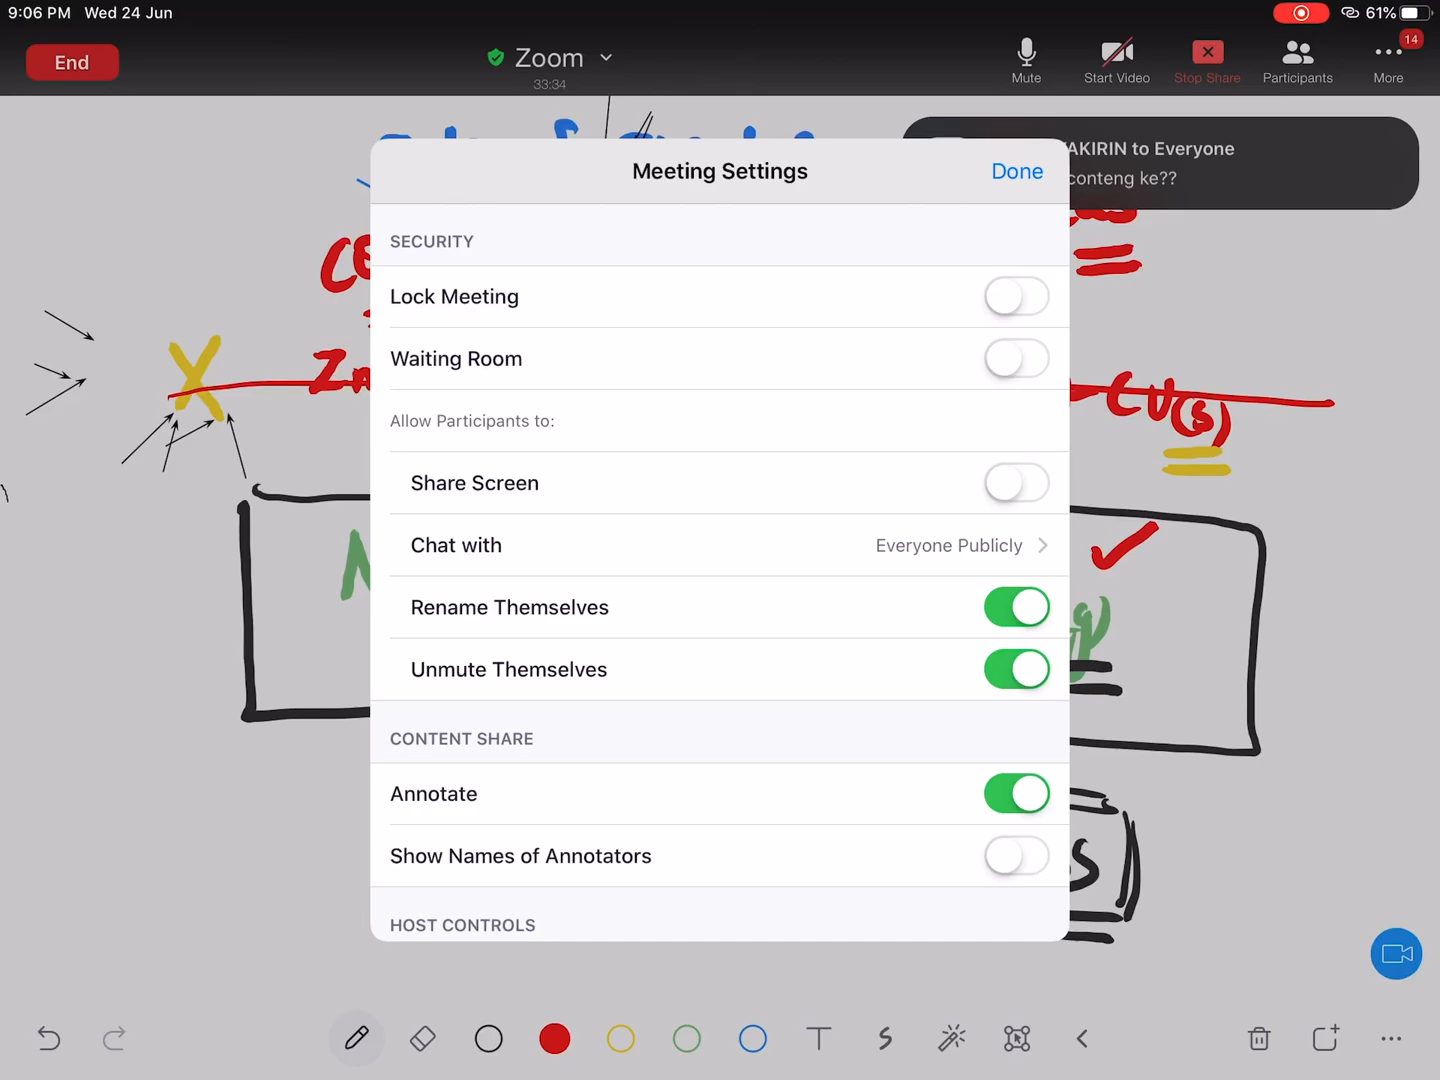 9:06 PM Wed 24 Jun
61%
End
Zoom
33:34
Mute
Start Video
Stop Share
Participants
14
More
AKIRIN to Everyone
conteng ke??
Meeting Settings
Done
SECURITY
Lock Meeting
Waiting Room
Allow Participants to:
Share Screen
Chat with
Everyone Publicly
Rename Themselves
Unmute Themselves
CONTENT SHARE
Annotate
Show Names of Annotators
HOST CONTROLS
X
CU(s)
T